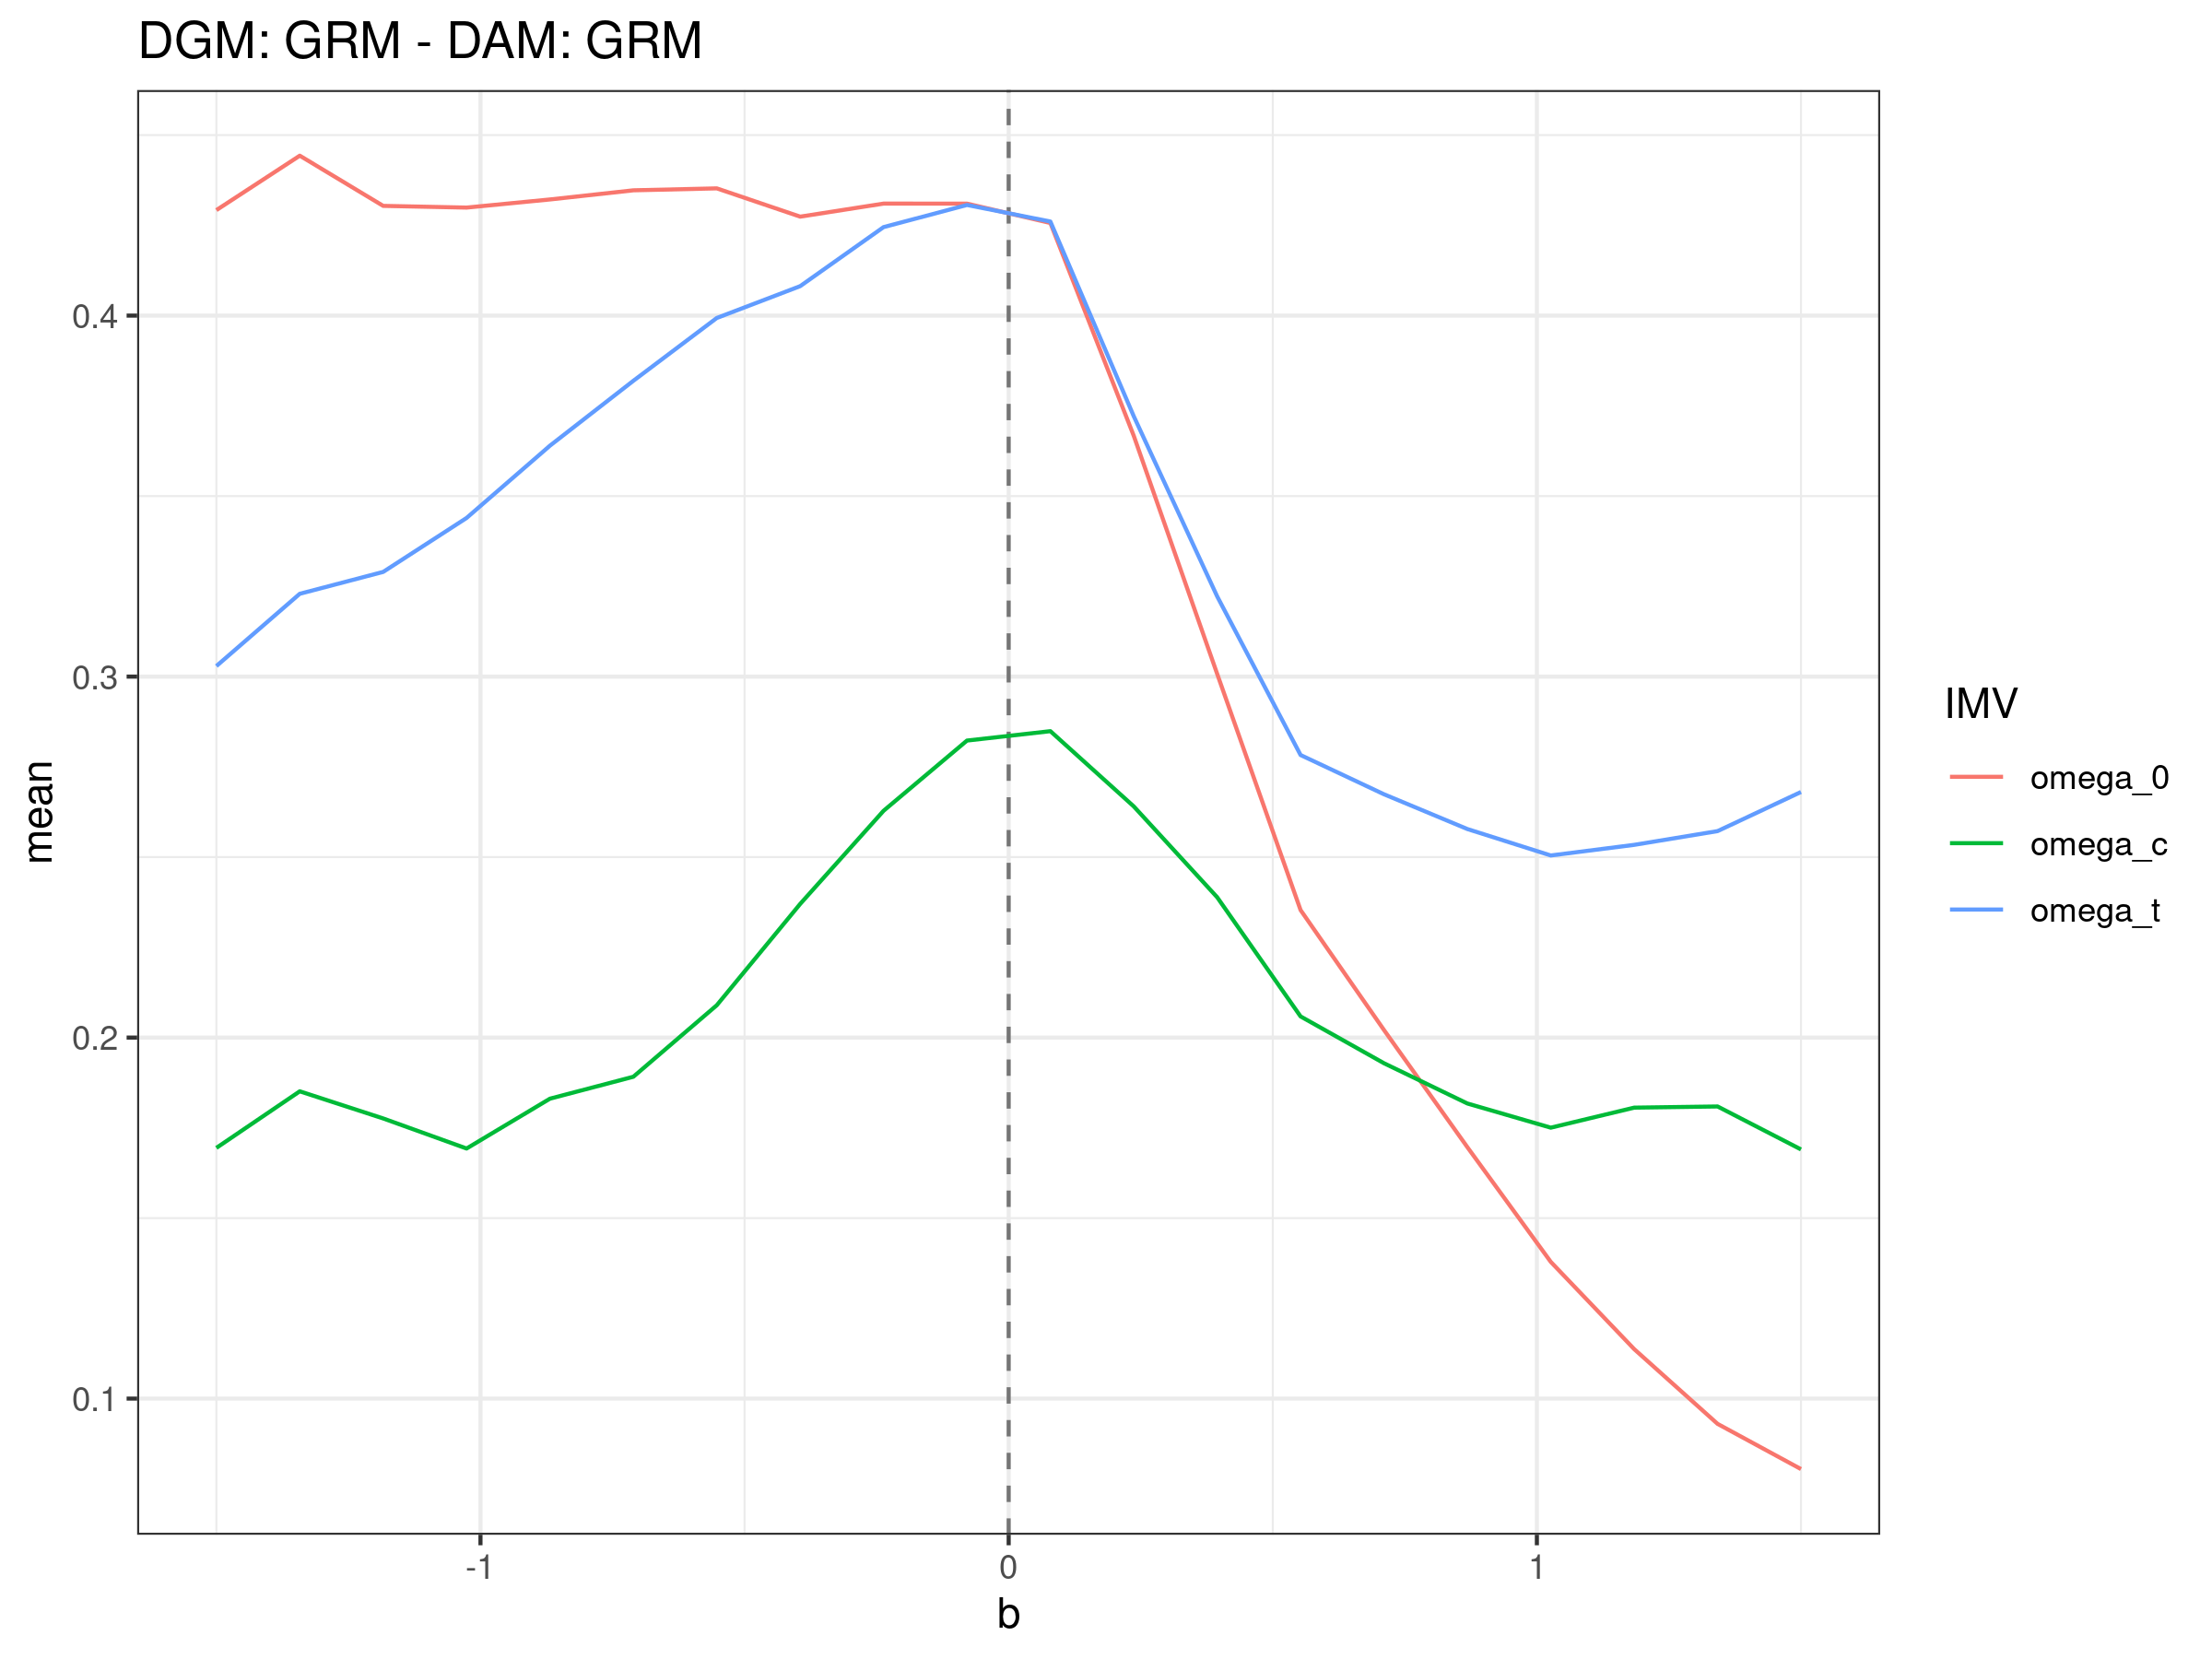 DGM: GRM - DAM: GRM
mean
0.4
0.3
0.2
0.1
-1
0
1
b
IMV
omega_0
omega_c
omega_t